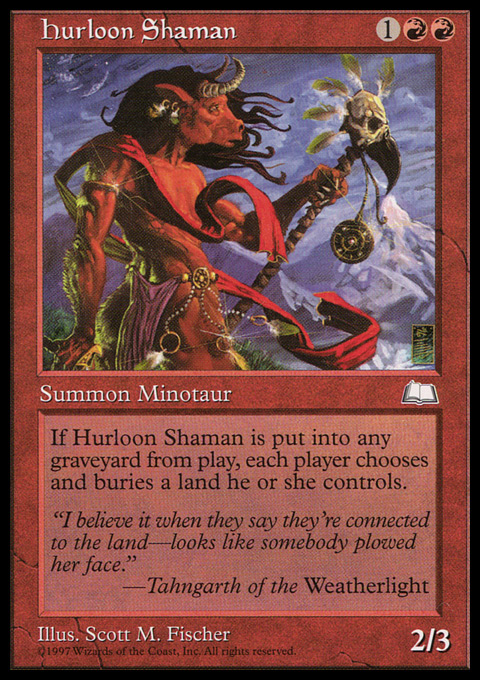 Hurloon Shaman 1
Summon Minotaur
If Hurloon Shaman is put into any
graveyard from play, each player chooses
and buries a land he or she controls.
"I believe it when they say they're connected
to the land—looks like somebody plowed
her face."
—Tahngarth of the Weatherlight
Illus. Scott M. Fischer
©1997 Wizards of the Coast, Inc. All rights reserved.
2/3